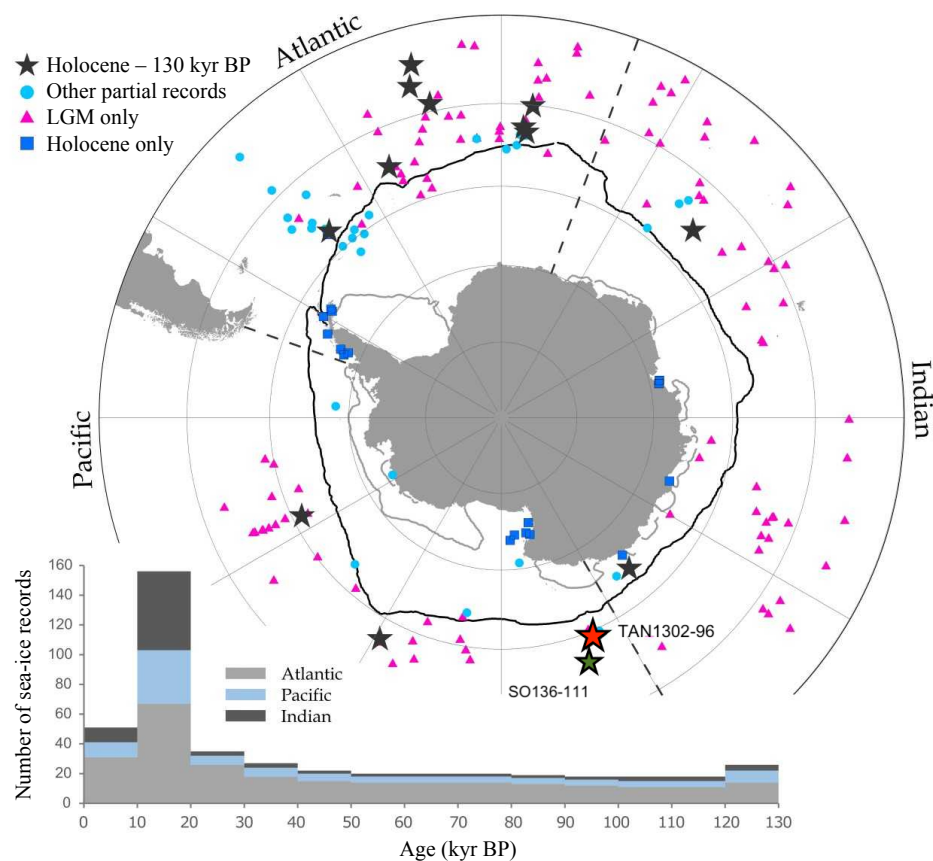 Atlantic
Holocene – 130 kyr BP
Other partial records
LGM only
Holocene only
Indian
Pacific
TAN1302-96
SO136-111
Number of sea-ice records
160
140
120
100
80
60
40
20
0
Atlantic
Pacific
Indian
0 10 20 30 40 50 60 70 80 90 100 110 120 130
Age (kyr BP)